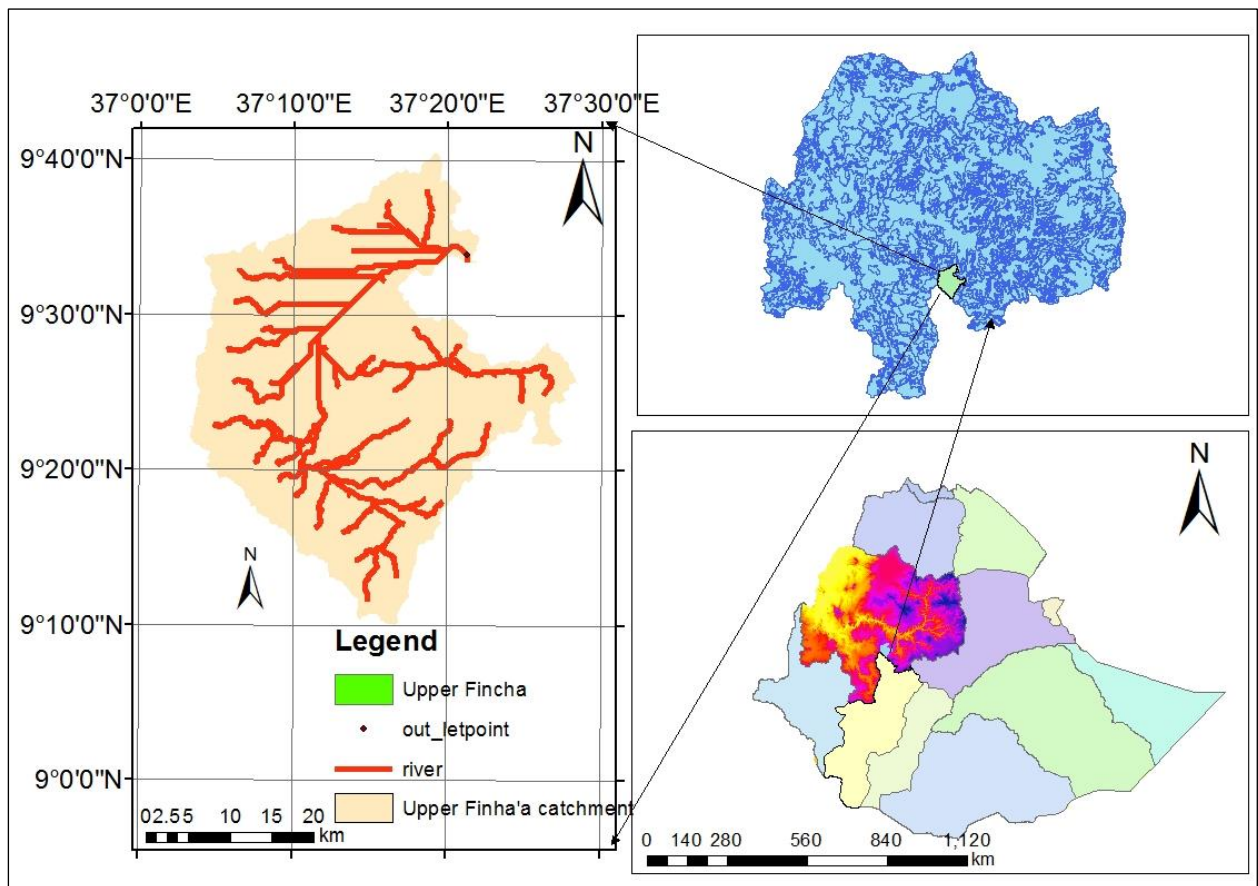 37°0'0"E 37°10'0"E 37°20'0"E 37°30'0"E
N
9°40'0"N
9°30'0"N
9°20'0"N
9°10'0"N
9°0'0"N
N
Legend
Upper Fincha
out_letpoint
river
Upper Finha'a catchment
02.55 10 15 20
km
N
0 140 280 560 840 1,120
km